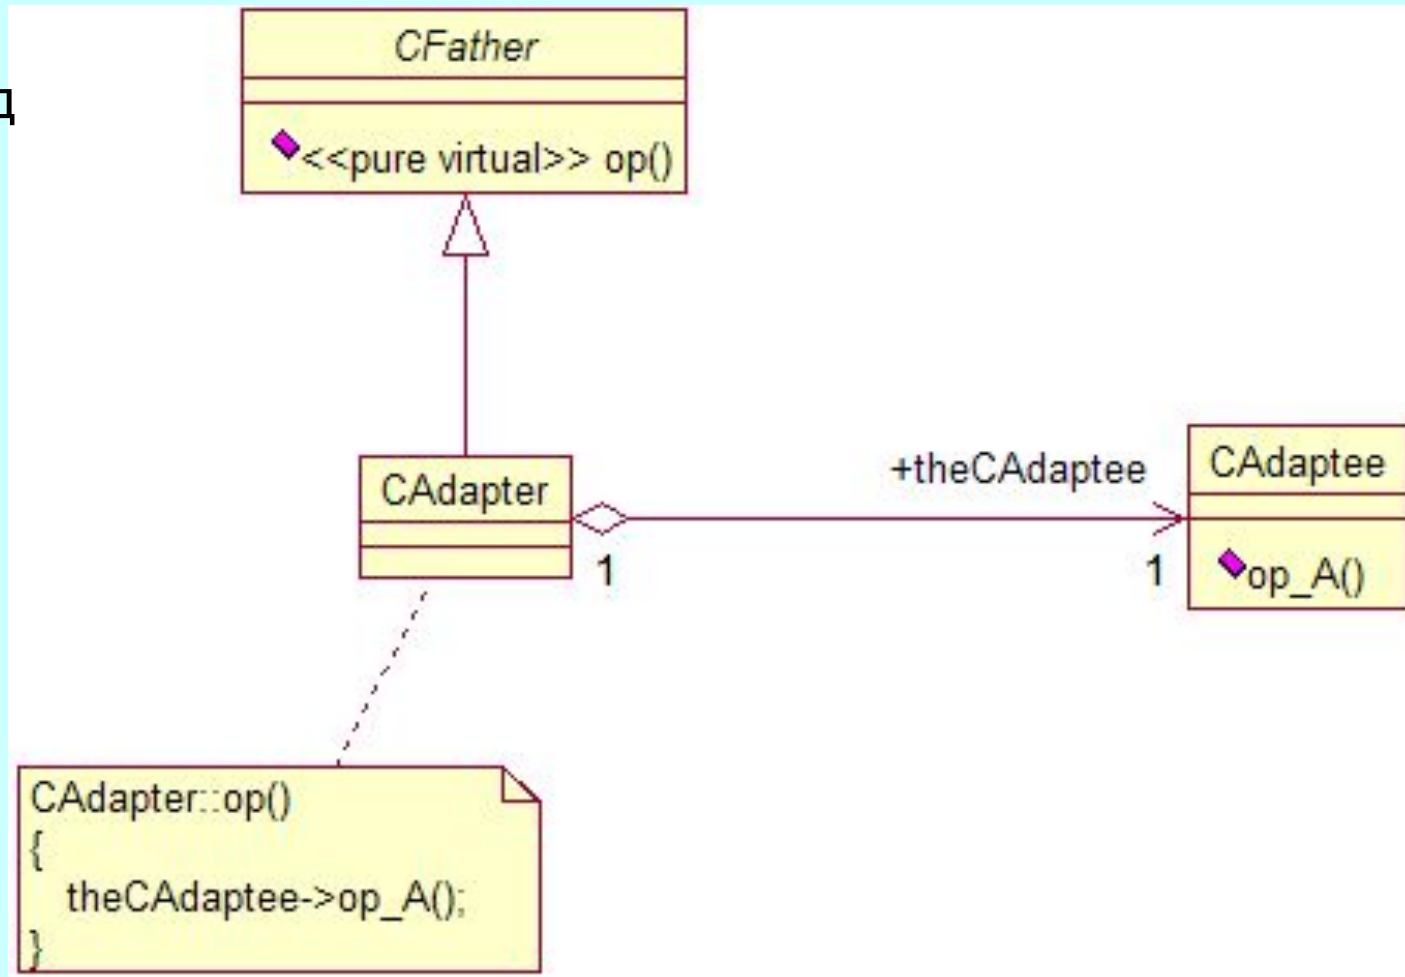 CFather
<<pure virtual>> op()
+theCAdaptee
CAdaptee
CAdapter
1
1
op_A()
CAdapter::op()
{
theCAdaptee->op_A();
}